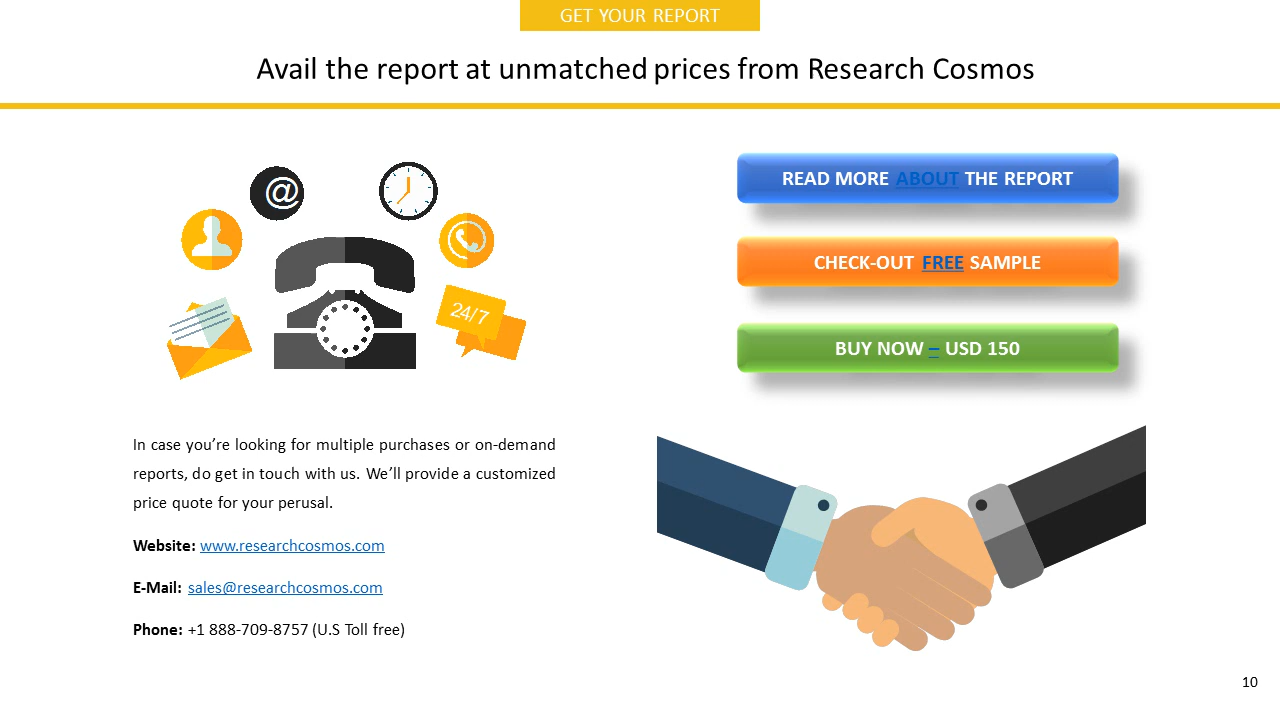 GET YOUR REPORT
Avail the report at unmatched prices from Research Cosmos
@
24/7
READ MORE ABOUT THE REPORT
CHECK-OUT FREE SAMPLE
BUY NOW – USD 150
In case you’re looking for multiple purchases or on-demand
reports, do get in touch with us. We’ll provide a customized
price quote for your perusal.
Website: www.researchcosmos.com
E-Mail: sales@researchcosmos.com
Phone: +1 888-709-8757 (U.S Toll free)
10